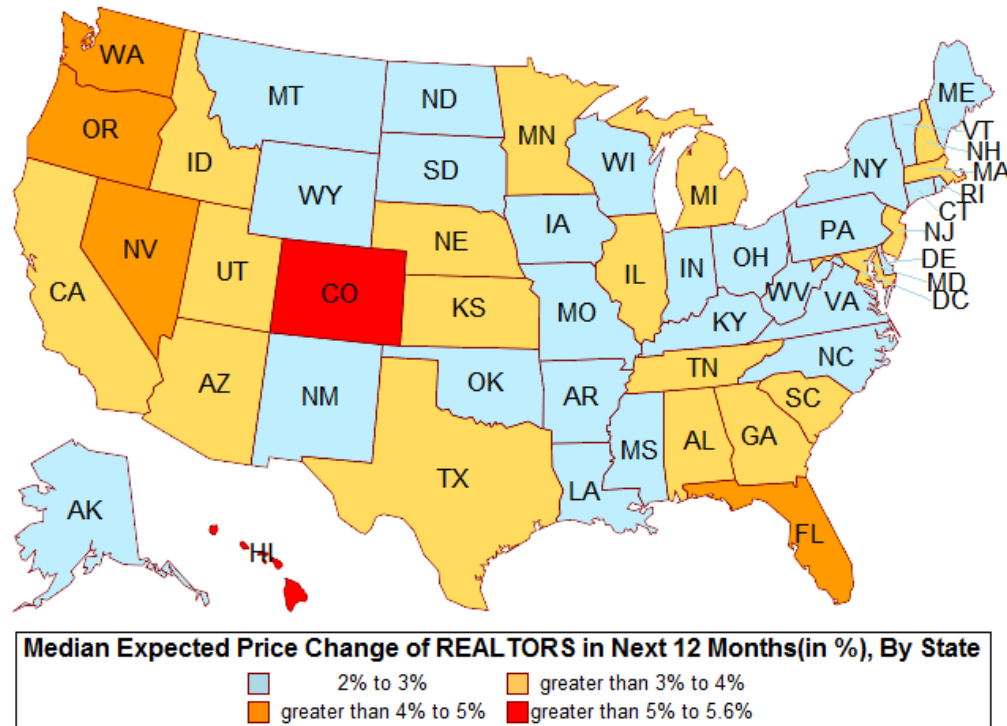 WA
MT
ND
ME
OR
MN
VT
ID
WI
NH
SD
NY
MA
WY
MI
RI
CT
IA
NE
PA
NJ
NV
OH
UT
IL
IN
DE
CA
CO
MD
WV
KS
MO
VA
DC
KY
NC
TN
AZ
OK
NM
AR
SC
GA
MS
AL
TX
LA
AK
FL
HI
Median Expected Price Change of REALTORS in Next 12 Months(in %), By State
2% to 3% greater than 3% to 4%
greater than 4% to 5% greater than 5% to 5.6%